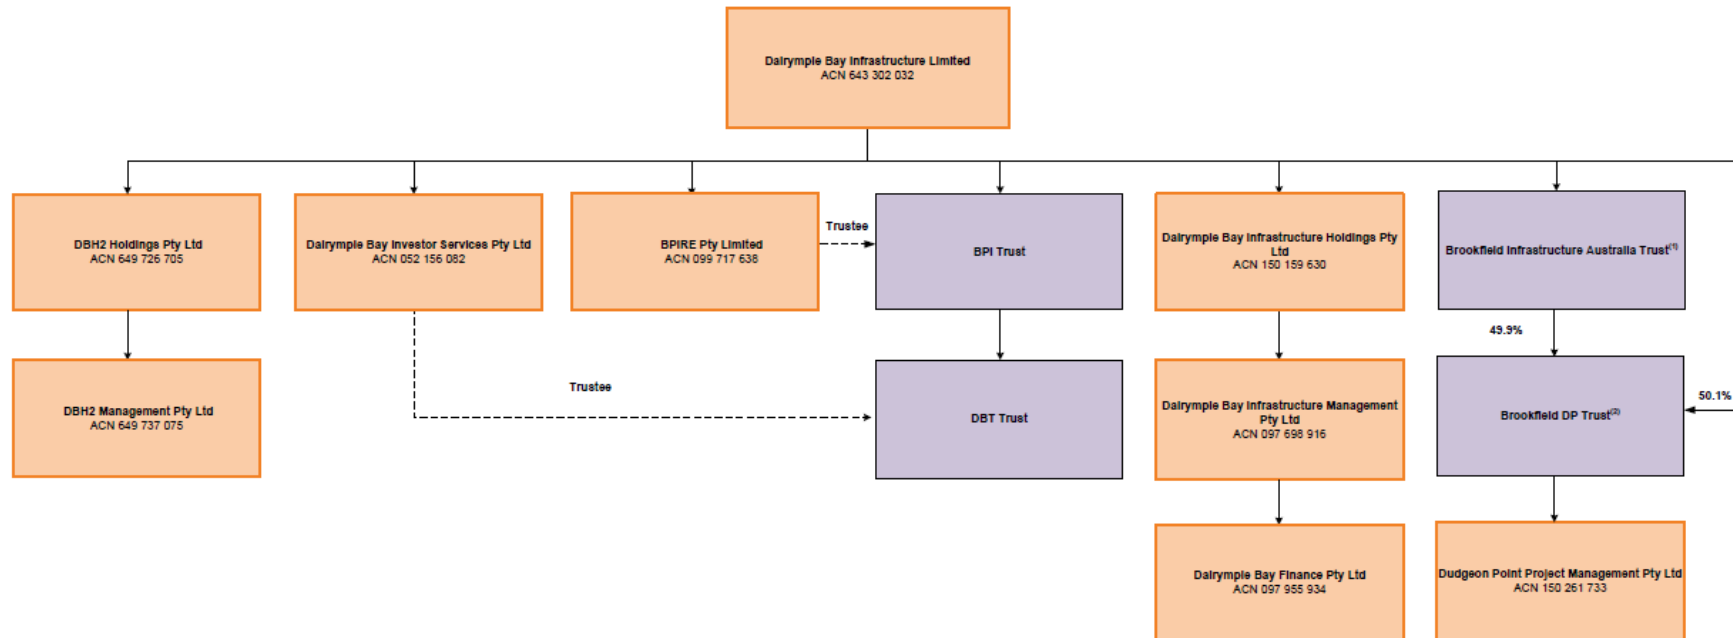 Dalrymple Bay Infrastructure Limited
ACN 643 302 032
DBH2 Holdings Pty Ltd
ACN 649 726 705
Dalrymple Bay Investor Services Pty Ltd
ACN 052 156 082
BPIRE Pty Limited
ACN 099 717 638
Trustee
BPI Trust
Dalrymple Bay Infrastructure Holdings Pty
Ltd
ACN 150 159 630
Brookfield Infrastructure Australia Trust(1)
49.9%
DBH2 Management Pty Ltd
ACN 649 737 075
Trustee
DBT Trust
Dalrymple Bay Infrastructure Management
Pty Ltd
ACN 097 698 916
Brookfield DP Trust(2)
50.1%
Dalrymple Bay Finance Pty Ltd
ACN 097 955 934
Dudgeon Point Project Management Pty Ltd
ACN 150 261 733